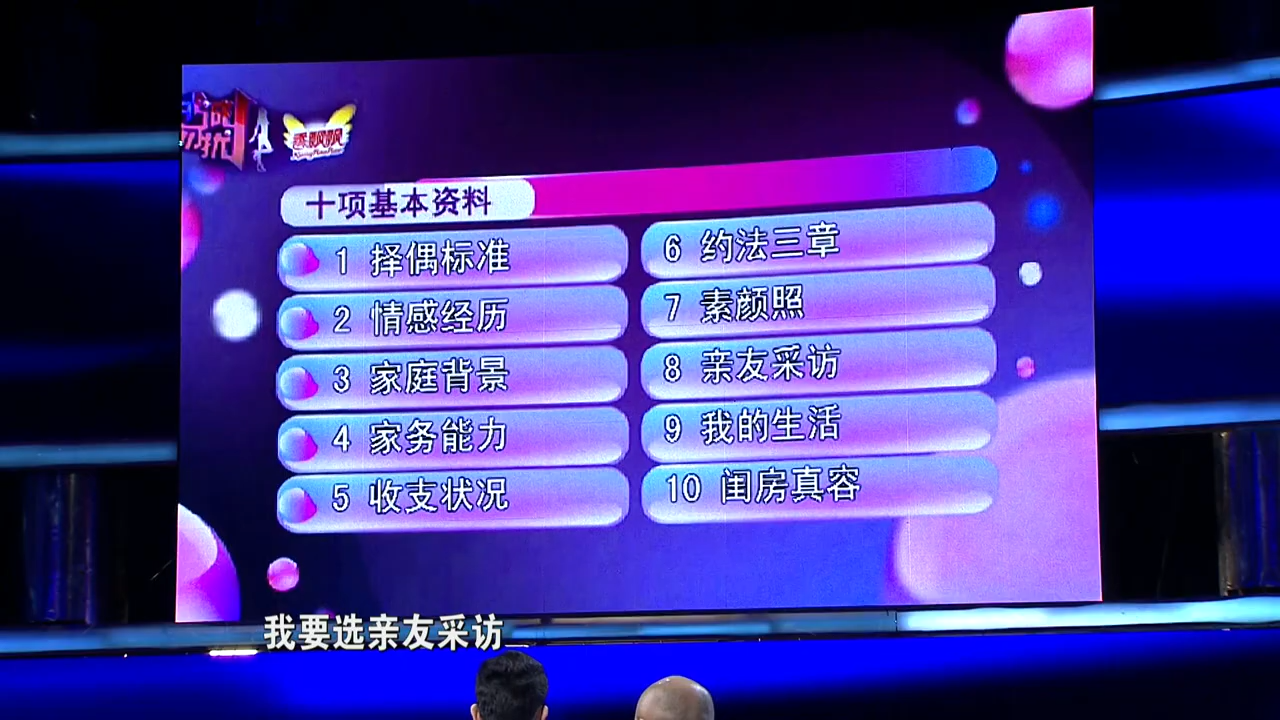 香飘飘
十项基本资料
1 择偶标准
2 情感经历
3 家庭背景
4 家务能力
5 收支状况
6 约法三章
7 素颜照
8 亲友采访
9 我的生活
10 闺房真容
我要选亲友采访